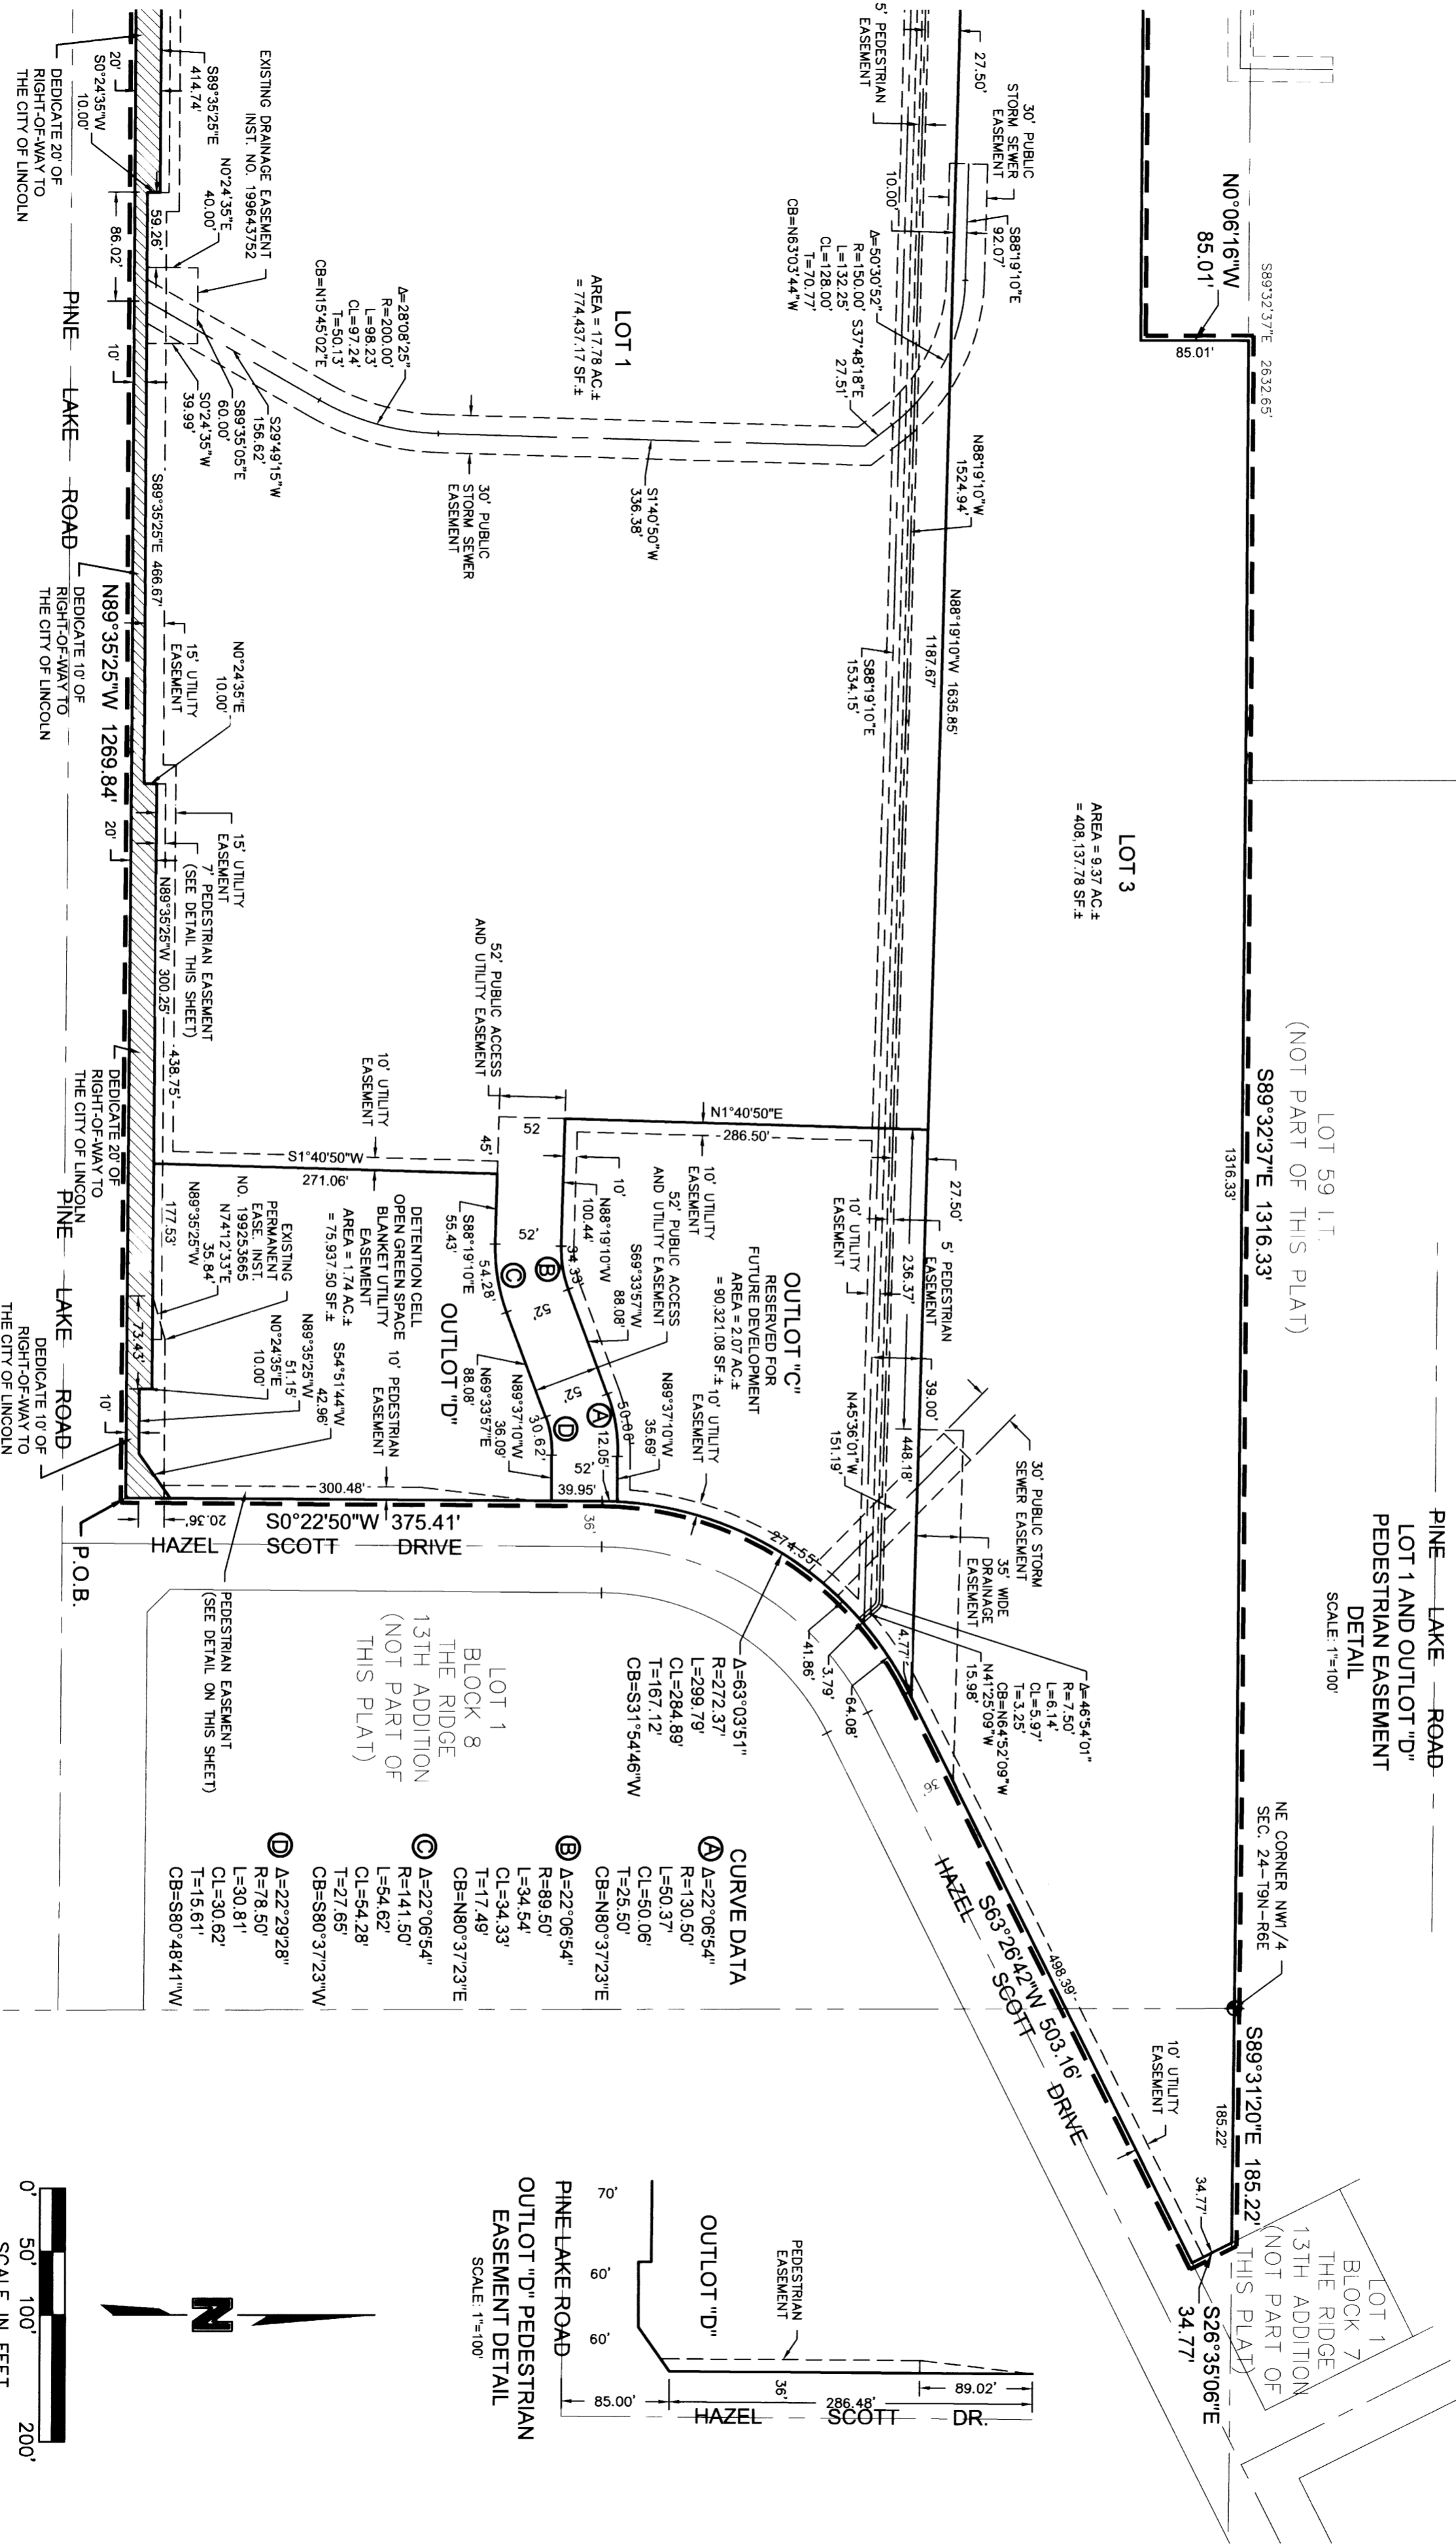 PINE LAKE ROAD
LOT 1 AND OUTLOT "D"
PEDESTRIAN EASEMENT
DETAIL
SCALE: 1"=100'
S89°32'37"E 2632.65'
N0°06'16"W
85.01'
85.01'
LOT 59 I.T.
(NOT PART OF THIS PLAT)
S89°32'37"E 1316.33'
1316.33'
NE CORNER NW1/4
SEC. 24-T9N-R6E
S89°31'20"E 185.22'
185.22'
LOT 1
BLOCK 7
THE RIDGE
13TH ADDITION
(NOT PART OF
THIS PLAT)
34.77'
S26°35'06"E
34.77'
10' UTILITY
EASEMENT
LOT 3
AREA = 9.37 AC.±
= 408,137.78 SF.±
27.50'
30' PUBLIC
STORM SEWER
EASEMENT
S88°19'10"E
92.07'
5' PEDESTRIAN
EASEMENT
10.00'
Δ=50°30'52"
R=150.00'
L=132.25'
CL=128.00'
T=70.77'
CB=N63°03'44"W
S37°48'18"E
27.51'
N88°19'10"W
1524.94'
N88°19'10"W 1635.85'
1187.67'
S88°19'10"E
1534.15'
27.50'
5' PEDESTRIAN
EASEMENT
236.37'
39.00'
448.18'
10' UTILITY
EASEMENT
N45°36'01"W
151.19'
30' PUBLIC STORM
SEWER EASEMENT
35' WIDE
DRAINAGE
EASEMENT
4.77'
N41°25'09"W
15.98'
Δ=46°54'01"
R=7.50'
L=6.14'
CL=5.97'
T=3.25'
CB=N64°52'09"W
64.08'
3.79'
41.86'
274.55'
Δ=63°03'51"
R=272.37'
L=299.79'
CL=284.89'
T=167.12'
CB=S31°54'46"W
498.39'
S63°26'42"W 503.16'
HAZEL SCOTT DRIVE
36'
LOT 1
AREA = 17.78 AC.±
= 774,437.17 SF.±
S1°40'50"W
336.38'
30' PUBLIC
STORM SEWER
EASEMENT
Δ=28°08'25"
R=200.00'
L=98.23'
CL=97.24'
T=50.13'
CB=N15°45'02"E
S29°49'15"W
156.62'
S89°35'05"E
60.00'
S0°24'35"W
39.99'
EXISTING DRAINAGE EASEMENT
INST. NO. 199643752
N0°24'35"E
40.00'
S89°35'25"E
414.74'
20'
S0°24'35"W
10.00'
59.26'
86.02'
10'
DEDICATE 20' OF
RIGHT-OF-WAY TO
THE CITY OF LINCOLN
PINE LAKE ROAD
S89°35'25"E 466.67'
DEDICATE 10' OF
RIGHT-OF-WAY TO
THE CITY OF LINCOLN
15' UTILITY
EASEMENT
N0°24'35"E
10.00'
N89°35'25"W 1269.84'
20'
15' UTILITY
EASEMENT
7' PEDESTRIAN EASEMENT
(SEE DETAIL THIS SHEET)
N89°35'25"W 300.25'
438.75'
DEDICATE 20' OF
RIGHT-OF-WAY TO
THE CITY OF LINCOLN
52' PUBLIC ACCESS
AND UTILITY EASEMENT
10' UTILITY
EASEMENT
S1°40'50"W
271.06'
N1°40'50"E
286.50'
10' UTILITY
EASEMENT
52' PUBLIC ACCESS
AND UTILITY EASEMENT
52
45'
10'
N88°19'10"W
100.44'
S69°33'57"W
88.08'
52'
34.33'
B
C
52'
54.28'
S88°19'10"E
55.43'
OUTLOT "C"
RESERVED FOR
FUTURE DEVELOPMENT
AREA = 2.07 AC.±
= 90,321.08 SF.±
10' UTILITY
EASEMENT
N89°37'10"W
35.69'
50.06'
A
12.05'
52'
D
52'
30.62'
39.95'
N89°37'10"W
36.09'
N69°33'57"E
88.08'
OUTLOT "D"
DETENTION CELL
OPEN GREEN SPACE
BLANKET UTILITY
EASEMENT
AREA = 1.74 AC.±
= 75,937.50 SF.±
10' PEDESTRIAN
EASEMENT
300.48'
EXISTING
PERMANENT
EASE. INST.
NO. 199253665
N74°12'33"E
35.84'
N89°35'25"W
177.53'
S54°51'44"W
42.96'
N89°35'25"W
51.15'
N0°24'35"E
10.00'
73.43'
10'
PINE LAKE ROAD
DEDICATE 10' OF
RIGHT-OF-WAY TO
THE CITY OF LINCOLN
P.O.B.
20.36'
S0°22'50"W 375.41'
HAZEL SCOTT DRIVE
36'
PEDESTRIAN EASEMENT
(SEE DETAIL ON THIS SHEET)
LOT 1
BLOCK 8
THE RIDGE
13TH ADDITION
(NOT PART OF
THIS PLAT)
CURVE DATA
A Δ=22°06'54"
R=130.50'
L=50.37'
CL=50.06'
T=25.50'
CB=N80°37'23"E
B Δ=22°06'54"
R=89.50'
L=34.54'
CL=34.33'
T=17.49'
CB=N80°37'23"E
C Δ=22°06'54"
R=141.50'
L=54.62'
CL=54.28'
T=27.65'
CB=S80°37'23"W
D Δ=22°29'28"
R=78.50'
L=30.81'
CL=30.62'
T=15.61'
CB=S80°48'41"W
PEDESTRIAN
EASEMENT
OUTLOT "D"
70'
60'
60'
89.02'
36'
286.48'
85.00'
HAZEL SCOTT DR.
PINE LAKE ROAD
OUTLOT "D" PEDESTRIAN
EASEMENT DETAIL
SCALE: 1"=100'
N
0' 50' 100' 200'
SCALE IN FEET